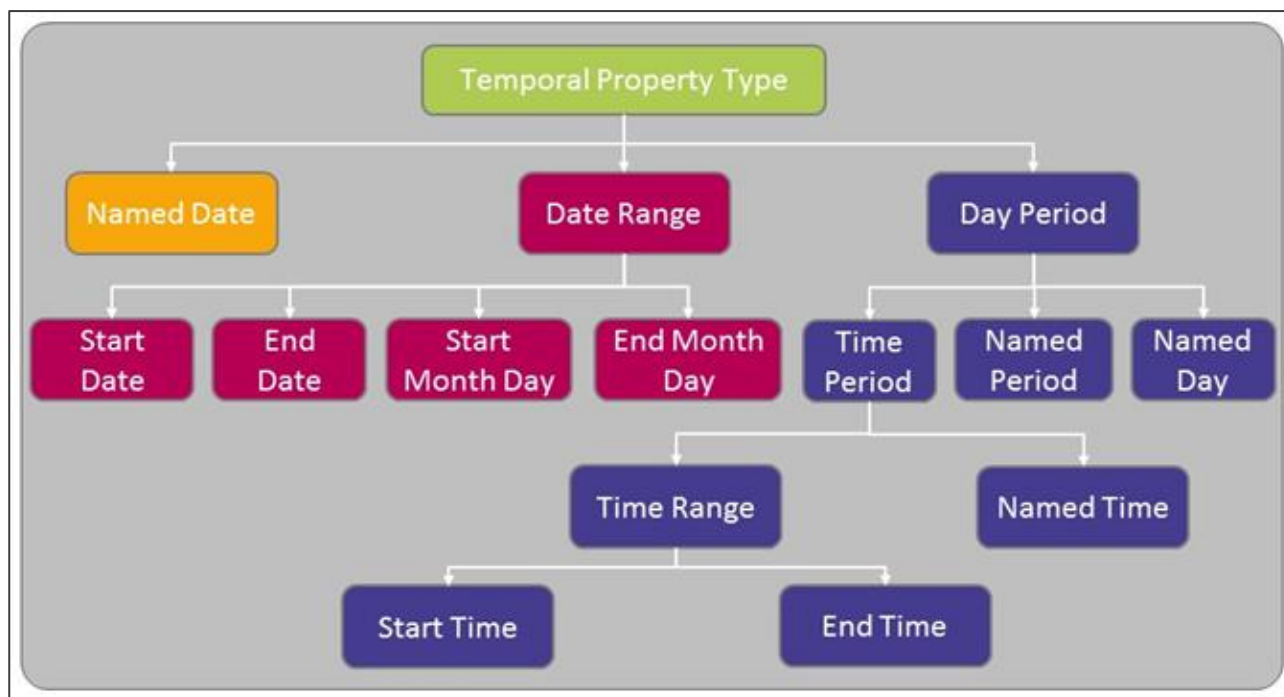 Temporal Property Type
Named Date
Date Range
Day Period
Start
Date
End
Date
Start
Month Day
End Month
Day
Time
Period
Named
Period
Named
Day
Time Range
Named Time
Start Time
End Time